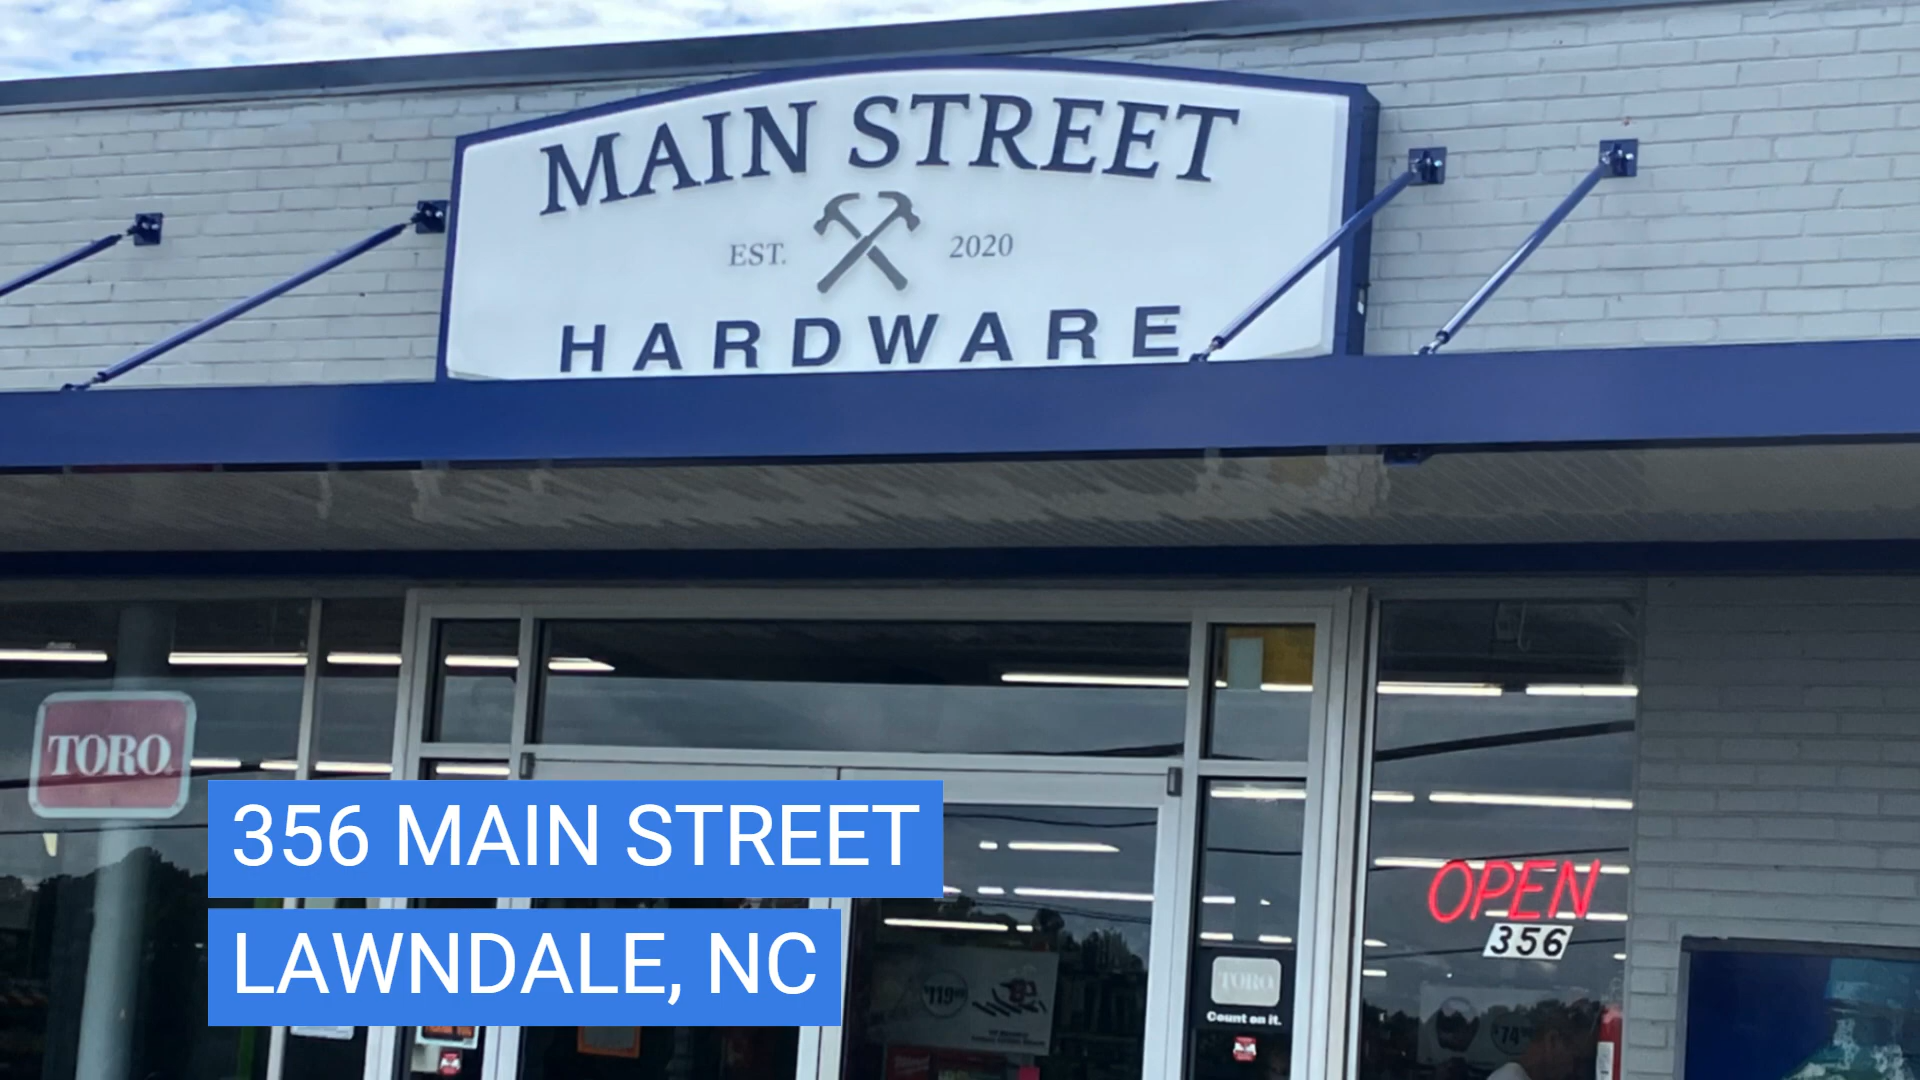 MAIN STREET
EST. 2020
HARDWARE
TORO
356 MAIN STREET
LAWNDALE, NC
OPEN
356
TORO
Count on it.